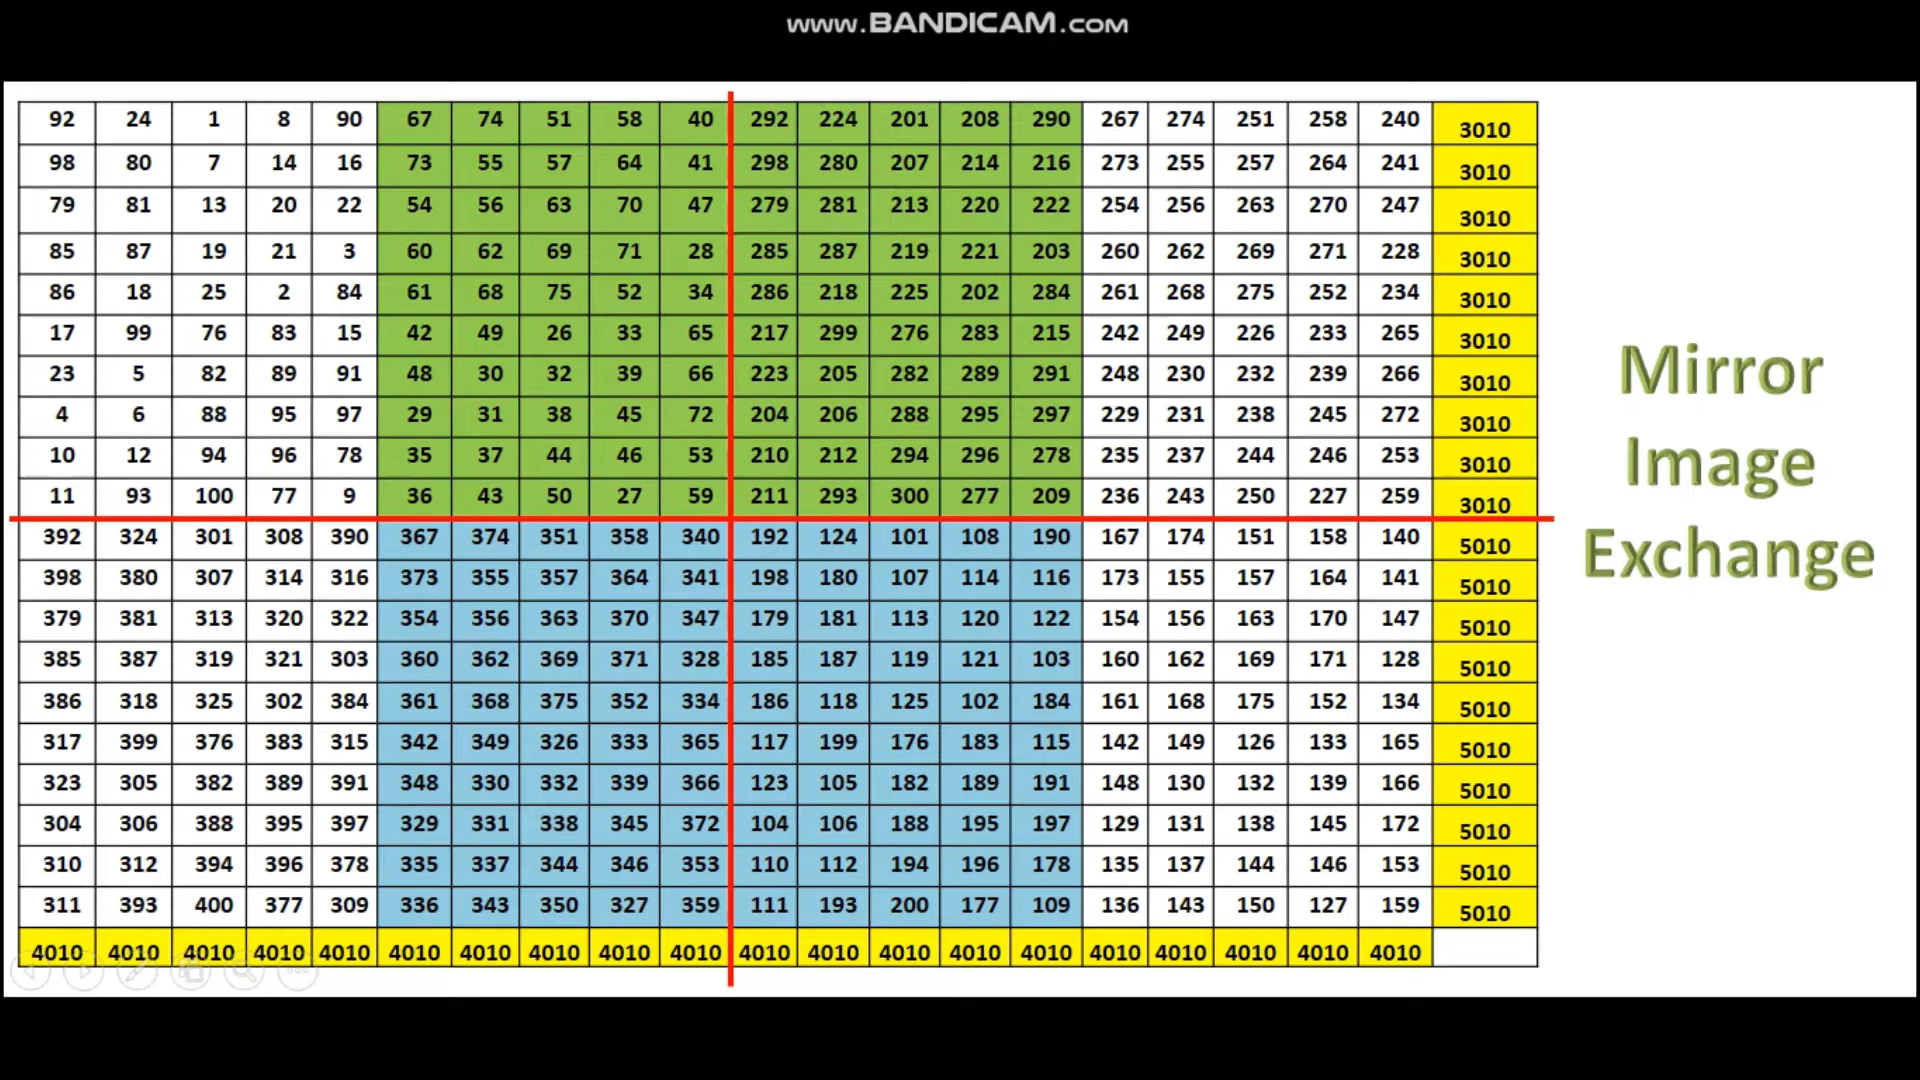 www.BANDICAM.com
92 24 1 8 90 67 74 51 58 40 292 224 201 208 290 267 274 251 258 240 3010
98 80 7 14 16 73 55 57 64 41 298 280 207 214 216 273 255 257 264 241 3010
79 81 13 20 22 54 56 63 70 47 279 281 213 220 222 254 256 263 270 247 3010
85 87 19 21 3 60 62 69 71 28 285 287 219 221 203 260 262 269 271 228 3010
86 18 25 2 84 61 68 75 52 34 286 218 225 202 284 261 268 275 252 234 3010
17 99 76 83 15 42 49 26 33 65 217 299 276 283 215 242 249 226 233 265 3010
23 5 82 89 91 48 30 32 39 66 223 205 282 289 291 248 230 232 239 266 3010
4 6 88 95 97 29 31 38 45 72 204 206 288 295 297 229 231 238 245 272 3010
10 12 94 96 78 35 37 44 46 53 210 212 294 296 278 235 237 244 246 253 3010
11 93 100 77 9 36 43 50 27 59 211 293 300 277 209 236 243 250 227 259 3010
392 324 301 308 390 367 374 351 358 340 192 124 101 108 190 167 174 151 158 140 5010
398 380 307 314 316 373 355 357 364 341 198 180 107 114 116 173 155 157 164 141 5010
379 381 313 320 322 354 356 363 370 347 179 181 113 120 122 154 156 163 170 147 5010
385 387 319 321 303 360 362 369 371 328 185 187 119 121 103 160 162 169 171 128 5010
386 318 325 302 384 361 368 375 352 334 186 118 125 102 184 161 168 175 152 134 5010
317 399 376 383 315 342 349 326 333 365 117 199 176 183 115 142 149 126 133 165 5010
323 305 382 389 391 348 330 332 339 366 123 105 182 189 191 148 130 132 139 166 5010
304 306 388 395 397 329 331 338 345 372 104 106 188 195 197 129 131 138 145 172 5010
310 312 394 396 378 335 337 344 346 353 110 112 194 196 178 135 137 144 146 153 5010
311 393 400 377 309 336 343 350 327 359 111 193 200 177 109 136 143 150 127 159 5010
4010 4010 4010 4010 4010 4010 4010 4010 4010 4010 4010 4010 4010 4010 4010 4010 4010 4010 4010 4010
Mirror
Image
Exchange